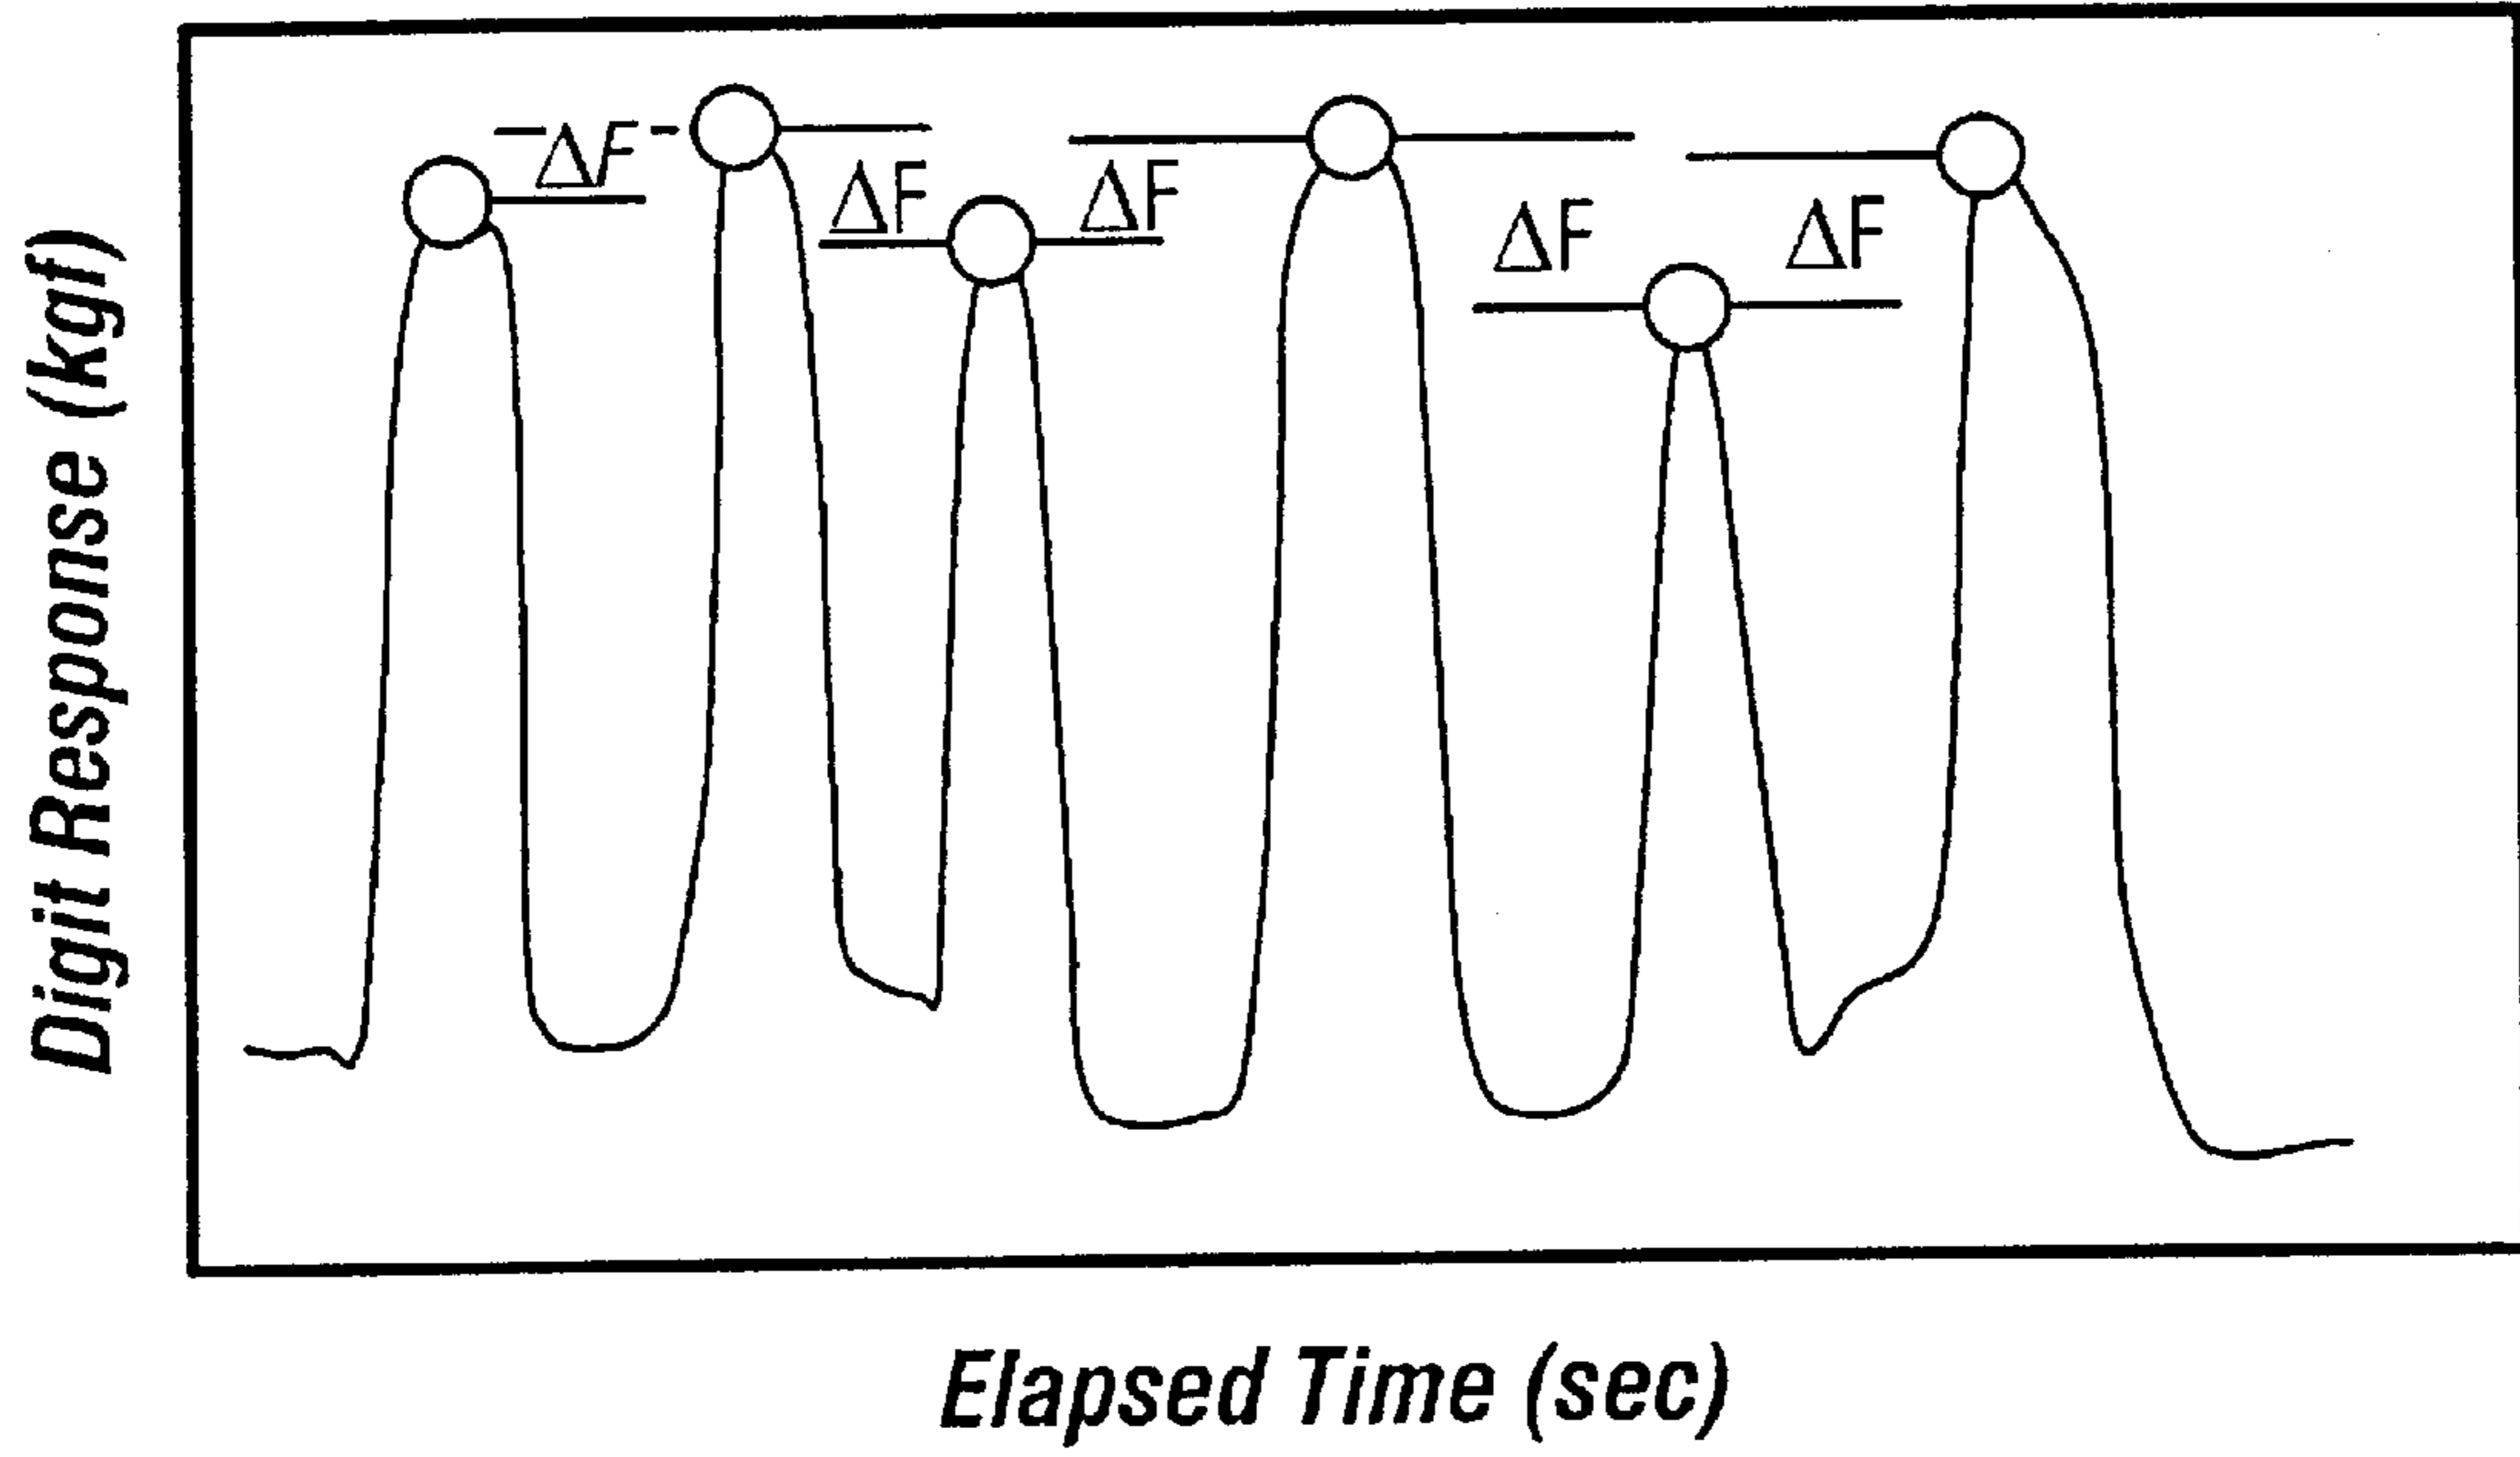 Digit Response (kgf)
ΔF
ΔF
ΔF
ΔF
ΔF
Elapsed Time (sec)